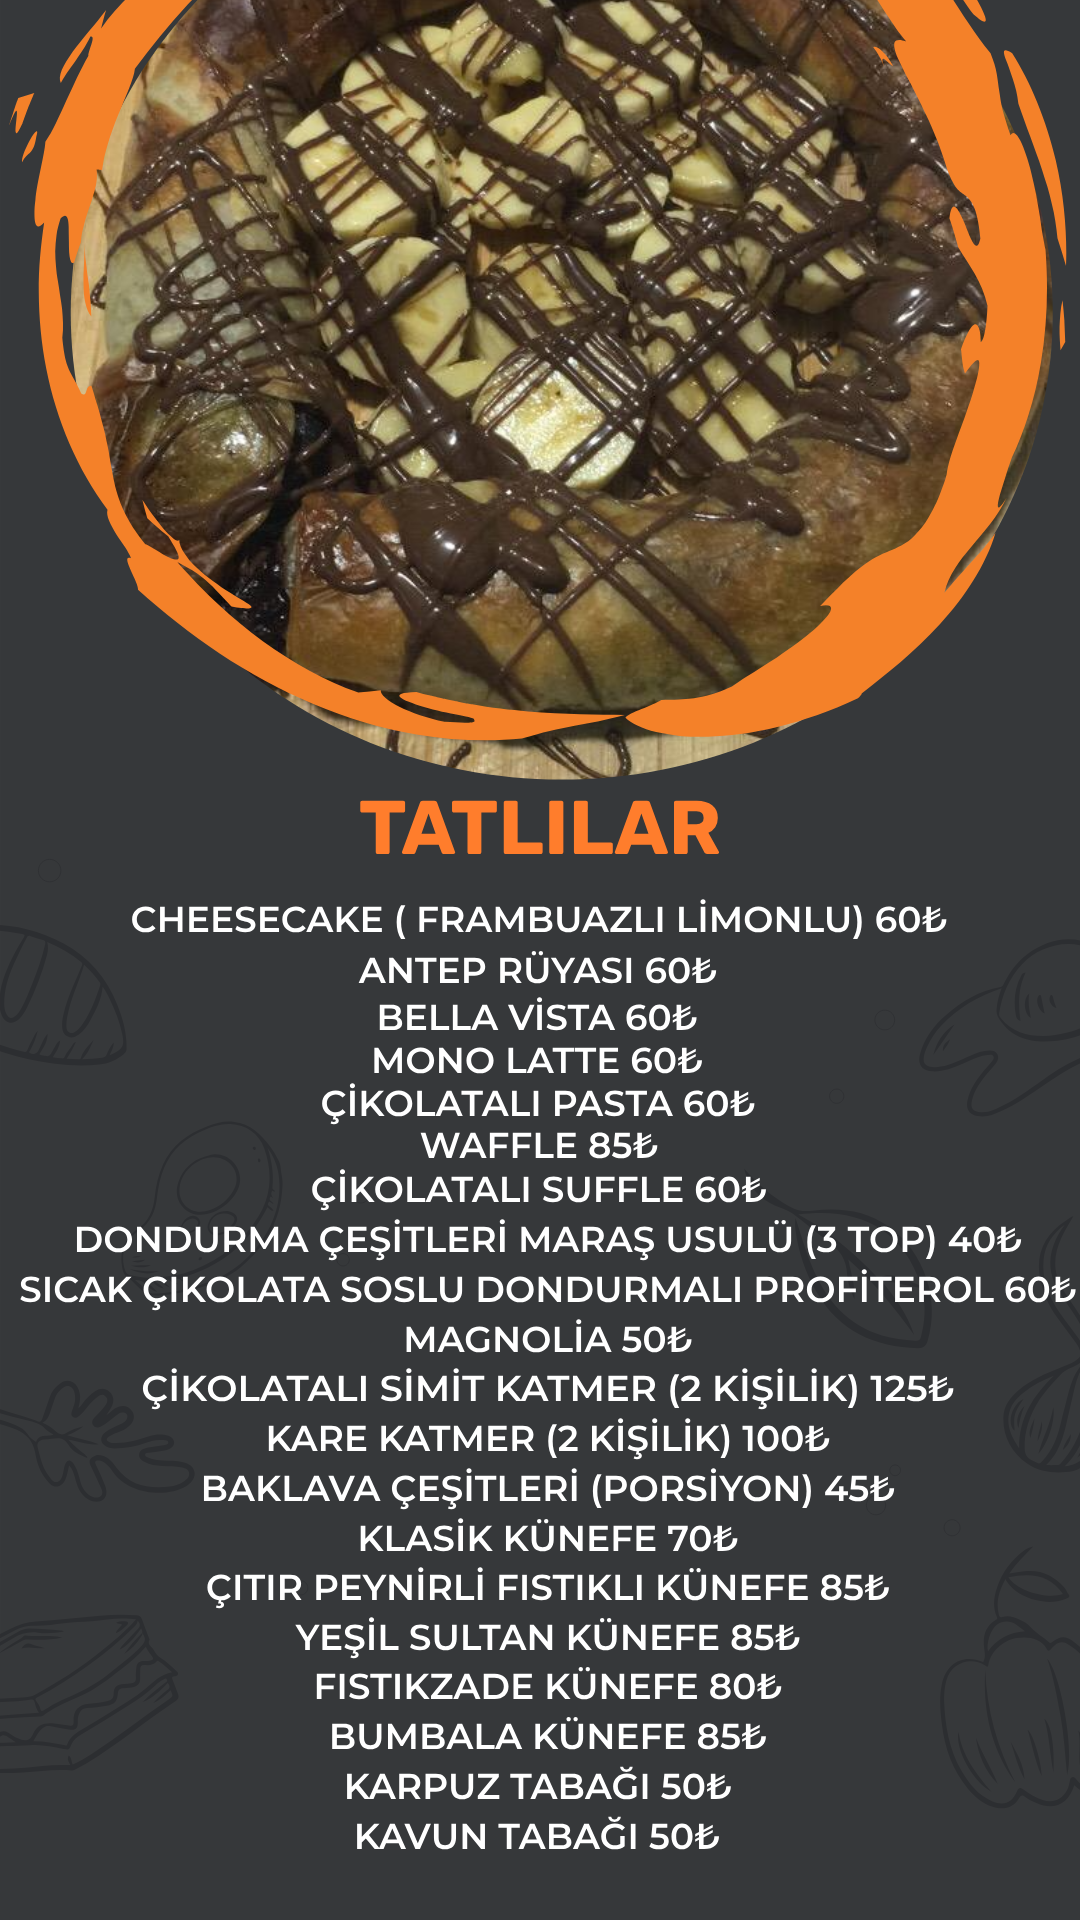 TATLILAR
CHEESECAKE ( FRAMBUAZLI LİMONLU) 60₺
ANTEP RÜYASI 60₺
BELLA VİSTA 60₺
MONO LATTE 60₺
ÇİKOLATALI PASTA 60₺
WAFFLE 85₺
ÇİKOLATALI SUFFLE 60₺
DONDURMA ÇEŞİTLERİ MARAŞ USULÜ (3 TOP) 40₺
SICAK ÇİKOLATA SOSLU DONDURMALI PROFİTEROL 60₺
MAGNOLİA 50₺
ÇİKOLATALI SİMİT KATMER (2 KİŞİLİK) 125₺
KARE KATMER (2 KİŞİLİK) 100₺
BAKLAVA ÇEŞİTLERİ (PORSİYON) 45₺
KLASİK KÜNEFE 70₺
ÇITIR PEYNİRLİ FISTIKLI KÜNEFE 85₺
YEŞİL SULTAN KÜNEFE 85₺
FISTIKZADE KÜNEFE 80₺
BUMBALA KÜNEFE 85₺
KARPUZ TABAĞI 50₺
KAVUN TABAĞI 50₺